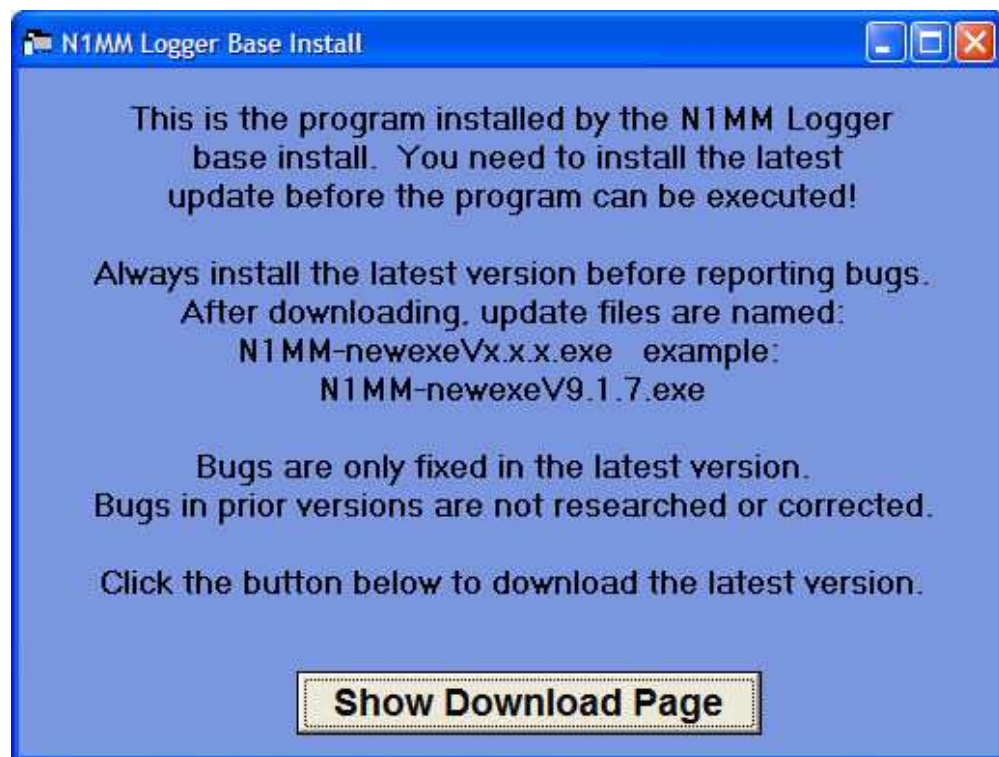 N1MM Logger Base Install
This is the program installed by the N1MM Logger
base install.  You need to install the latest
update before the program can be executed!
Always install the latest version before reporting bugs.
After downloading, update files are named:
N1MM-newexeVx.x.x.exe   example:
N1MM-newexeV9.1.7.exe
Bugs are only fixed in the latest version.
Bugs in prior versions are not researched or corrected.
Click the button below to download the latest version.
Show Download Page